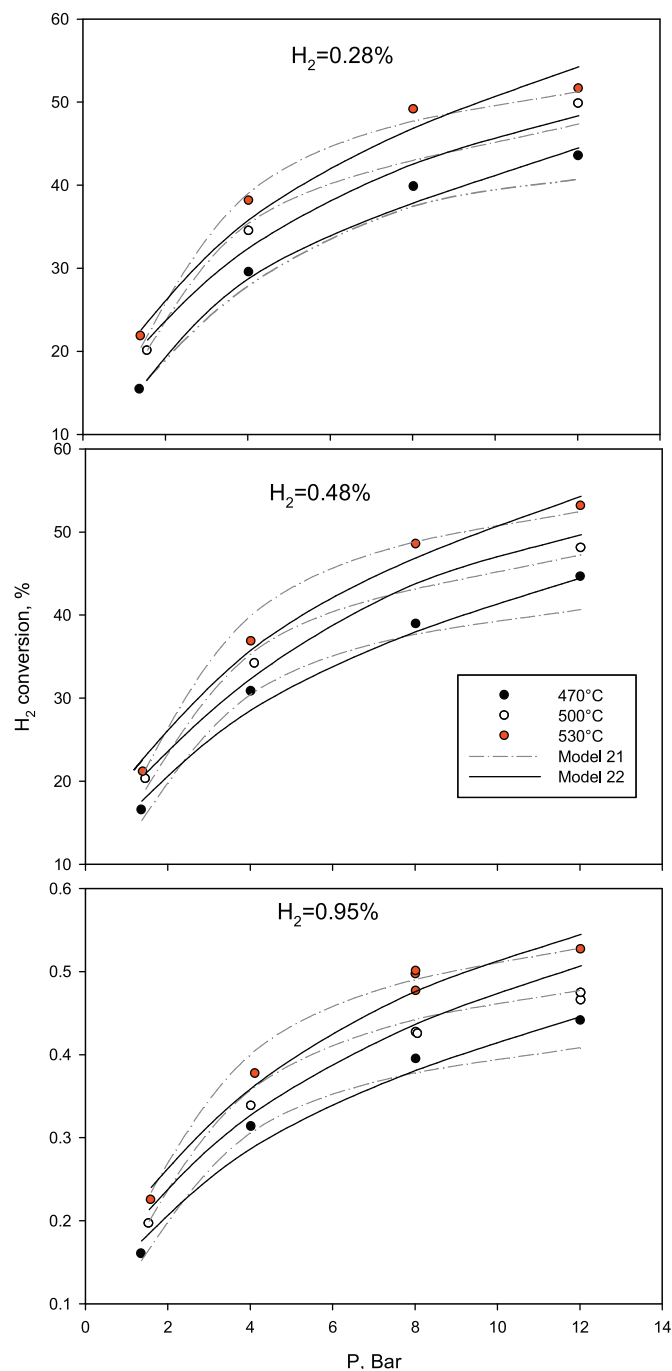 60
H₂=0.28%
50
40
30
20
10
60
H₂=0.48%
50
40
30
20
10
H₂ conversion, %
470°C
500°C
530°C
Model 21
Model 22
0.6
H₂=0.95%
0.5
0.4
0.3
0.2
0.1
0 2 4 6 8 10 12 14
P, Bar